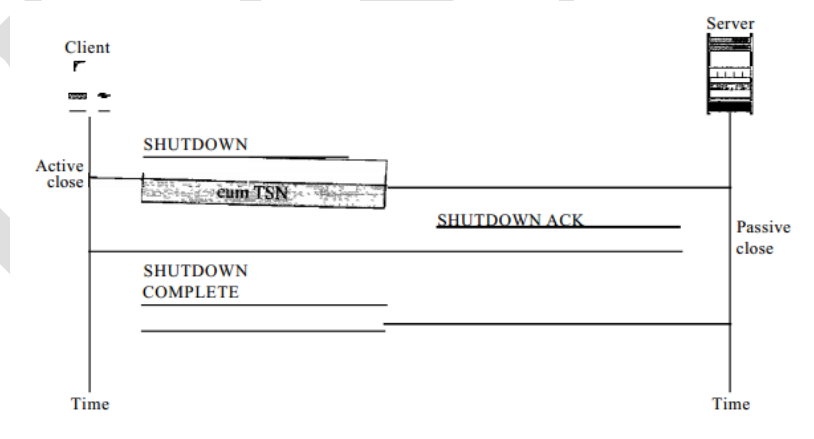 Server
Client
SHUTDOWN
Active
close
cum TSN
SHUTDOWN ACK
Passive
close
SHUTDOWN
COMPLETE
Time
Time